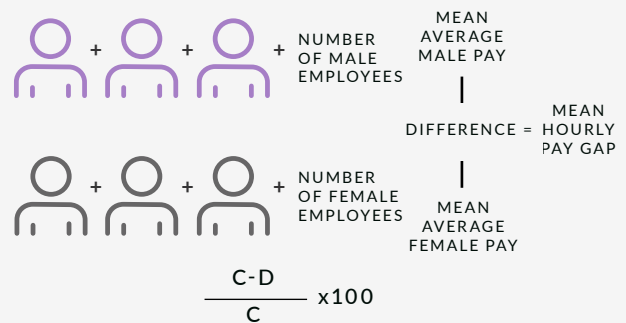 + + +
NUMBER
OF MALE
EMPLOYEES
MEAN
AVERAGE
MALE PAY
DIFFERENCE =
MEAN
HOURLY
PAY GAP
+ + +
NUMBER
OF FEMALE
EMPLOYEES
MEAN
AVERAGE
FEMALE PAY
C-D
C
x100